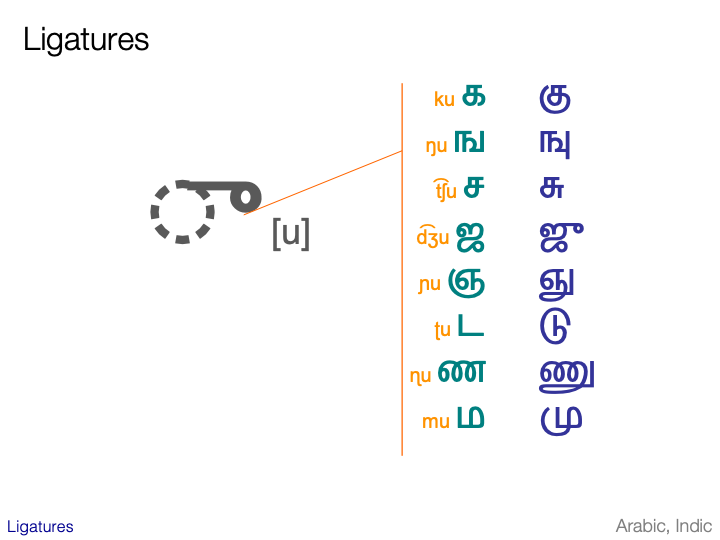 Ligatures
ku க கு
ŋu ங ஙு
t͡ʃu ச சு
d͡ʒu ஜ ஜு
ɲu ஞ ஞு
ʈu ட டு
ɳu ண ணு
mu ம மு
[u]
Ligatures
Arabic, Indic